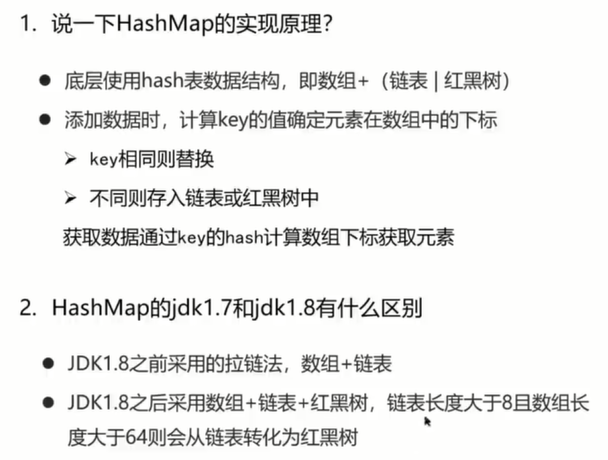 1. 说一下HashMap的实现原理？
● 底层使用hash表数据结构，即数组+（链表 | 红黑树）
● 添加数据时，计算key的值确定元素在数组中的下标
➢ key相同则替换
➢ 不同则存入链表或红黑树中
获取数据通过key的hash计算数组下标获取元素
2. HashMap的jdk1.7和jdk1.8有什么区别
● JDK1.8之前采用的拉链法，数组+链表
● JDK1.8之后采用数组+链表+红黑树，链表长度大于8且数组长
度大于64则会从链表转化为红黑树